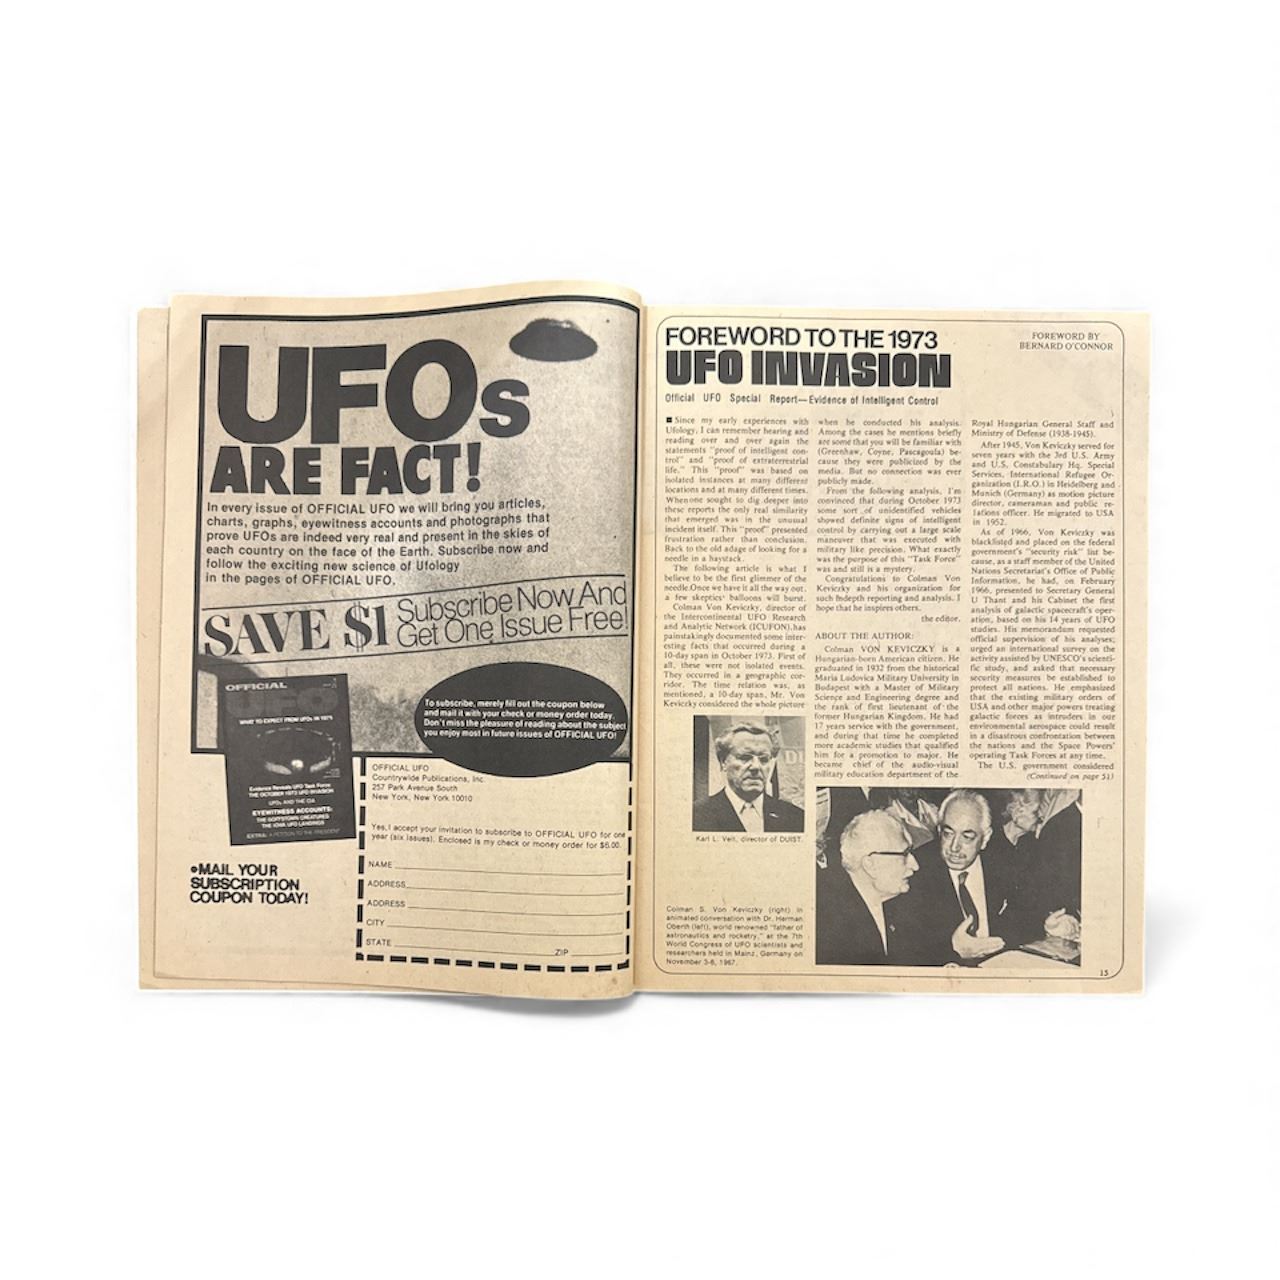 UFOs
ARE FACT!
In every issue of OFFICIAL UFO we will bring you articles,
charts, graphs, eyewitness accounts and photographs that
prove UFOs are indeed very real and present in the skies of
each country on the face of the Earth. Subscribe now and
follow the exciting new science of Ufology
in the pages of OFFICIAL UFO.
SAVE $1
Subscribe Now And
Get One Issue Free!
OFFICIAL
WHAT TO EXPECT FROM UFOs IN 1975
Evidence Reveals UFO Task Force
THE OCTOBER 1973 UFO INVASION
UFOs AND THE CIA
EYEWITNESS ACCOUNTS:
THE GOFFSTOWN CREATURES
THE IOWA UFO LANDINGS
EXTRA: A PETITION TO THE PRESIDENT
To subscribe, merely fill out the coupon below
and mail it with your check or money order today.
Don't miss the pleasure of reading about the subject
you enjoy most in future issues of OFFICIAL UFO!
OFFICIAL UFO
Countrywide Publications, Inc.
257 Park Avenue South
New York, New York 10010
Yes, I accept your invitation to subscribe to OFFICIAL UFO for one
year (six issues). Enclosed is my check or money order for $6.00.
NAME
ADDRESS
ADDRESS
CITY
STATE ZIP
MAIL YOUR
SUBSCRIPTION
COUPON TODAY!
FOREWORD TO THE 1973
UFO INVASION
Official UFO Special Report—Evidence of Intelligent Control
FOREWORD BY
BERNARD O'CONNOR
Since my early experiences with
Ufology, I can remember hearing and
reading over and over again the
statements "proof of intelligent con-
trol" and "proof of extraterrestrial
life." This "proof" was based on
isolated instances at many different
locations and at many different times.
When one sought to dig deeper into
these reports the only real similarity
that emerged was in the unusual
incident itself. This "proof" presented
frustration rather than conclusion.
Back to the old adage of looking for a
needle in a haystack.
The following article is what I
believe to be the first glimmer of the
needle. Once we have it all the way out,
a few skeptics' balloons will burst.
Colman Von Keviczky, director of
the Intercontinental UFO Research
and Analytic Network (ICUFON), has
painstakingly documented some inter-
esting facts that occurred during a
10-day span in October 1973. First of
all, these were not isolated events.
They occurred in a geographic cor-
ridor. The time relation was, as
mentioned, a 10-day span. Mr. Von
Keviczky considered the whole picture
when he conducted his analysis.
Among the cases he mentions briefly
are some that you will be familiar with
(Greenhaw, Coyne, Pascagoula) be-
cause they were publicized by the
media. But no connection was ever
publicly made.
From the following analysis, I'm
convinced that during October 1973
some sort of unidentified vehicles
showed definite signs of intelligent
control by carrying out a large scale
maneuver that was executed with
military like precision. What exactly
was the purpose of this "Task Force"
was and still is a mystery.
Congratulations to Colman Von
Keviczky and his organization for
such indepth reporting and analysis. I
hope that he inspires others.
the editor.
ABOUT THE AUTHOR:
Colman VON KEVICZKY is a
Hungarian-born American citizen. He
graduated in 1932 from the historical
Maria Ludovica Military University in
Budapest with a Master of Military
Science and Engineering degree and
the rank of first lieutenant of the
former Hungarian Kingdom. He had
17 years service with the government,
and during that time he completed
more academic studies that qualified
him for a promotion to major. He
became chief of the audio-visual
military education department of the
Royal Hungarian General Staff and
Ministry of Defense (1938-1945).
After 1945, Von Keviczky served for
seven years with the 3rd U.S. Army
and U.S. Constabulary Hq. Special
Services, International Refugee Or-
ganization (I.R.O.) in Heidelberg and
Munich (Germany) as motion picture
director, cameraman and public re-
lations officer. He migrated to USA
in 1952.
As of 1966, Von Keviczky was
blacklisted and placed on the federal
government's "security risk" list be-
cause, as a staff member of the United
Nations Secretariat's Office of Public
Information, he had, on February
1966, presented to Secretary General
U Thant and his Cabinet the first
analysis of galactic spacecraft's oper-
ation, based on his 14 years of UFO
studies. His memorandum requested
official supervision of his analyses;
urged an international survey on the
activity assisted by UNESCO's scienti-
fic study, and asked that necessary
security measures be established to
protect all nations. He emphasized
that the existing military orders of
USA and other major powers treating
galactic forces as intruders in our
environmental aerospace could result
in a disastrous confrontation between
the nations and the Space Powers'
operating Task Forces at any time.
The U.S. government considered
(Continued on page 51)
DU
Karl L. Veit, director of DUIST.
Colman S. Von Keviczky (right) in
animated conversation with Dr. Herman
Oberth (left), world renowned "father of
astronautics and rocketry," at the 7th
World Congress of UFO scientists and
researchers held in Mainz, Germany on
November 3-6, 1967.
15